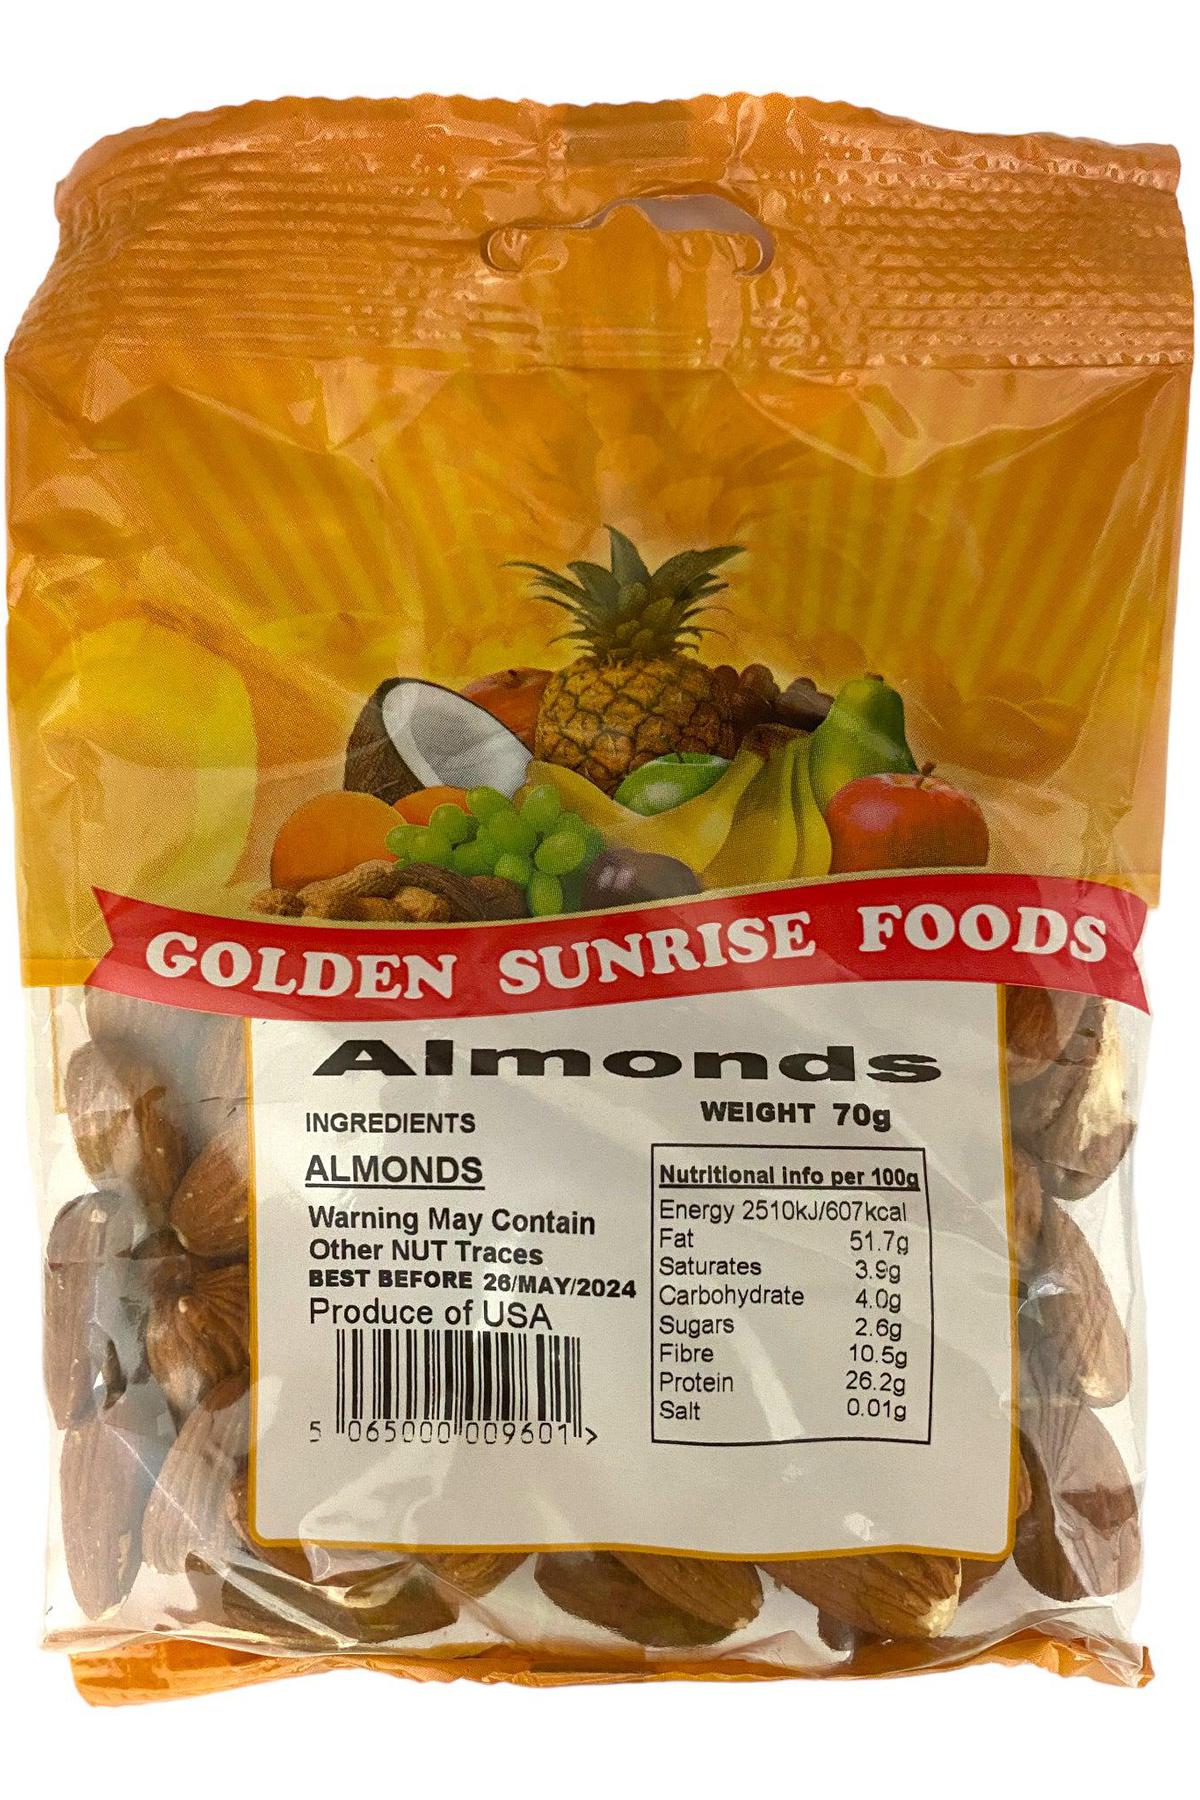 GOLDEN SUNRISE FOODS
Almonds
WEIGHT 70g
INGREDIENTS
ALMONDS
Warning May Contain
Other NUT Traces
BEST BEFORE 26/MAY/2024
Produce of USA
5 065000 009601 >
Nutritional info per 100g
Energy 2510kJ/607kcal
Fat 51.7g
Saturates 3.9g
Carbohydrate 4.0g
Sugars 2.6g
Fibre 10.5g
Protein 26.2g
Salt 0.01g